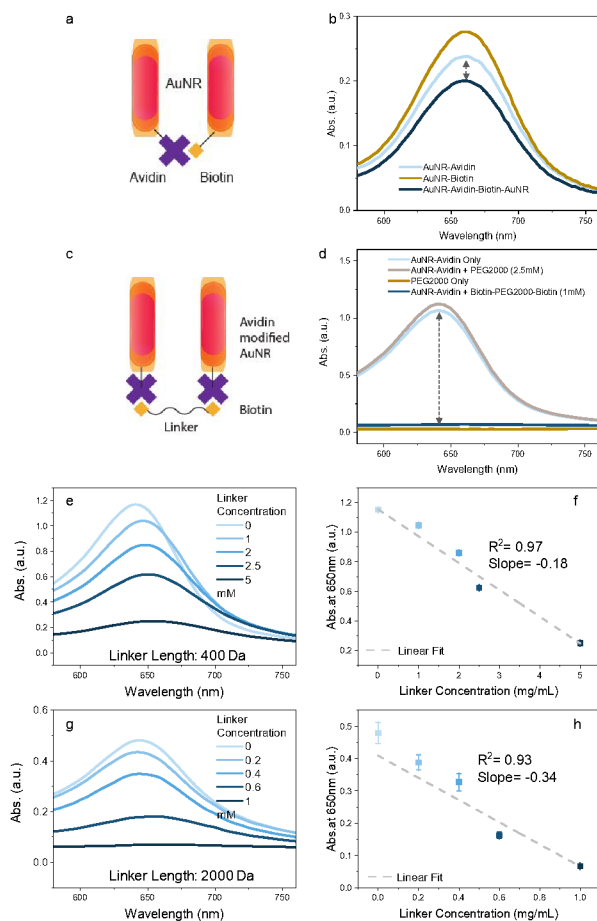 a
AuNR
Avidin
Biotin
b
Abs. (a.u.)
0.3
0.2
0.1
0.0
AuNR-Avidin
AuNR-Biotin
AuNR-Avidin-Biotin-AuNR
600
650
700
750
Wavelength (nm)
c
Avidin
modified
AuNR
Biotin
Linker
d
Abs. (a.u.)
1.5
1.0
0.5
0.0
AuNR-Avidin Only
AuNR-Avidin + PEG2000 (2.5mM)
PEG2000 Only
AuNR-Avidin + Biotin-PEG2000-Biotin (1mM)
600
650
700
750
Wavelength (nm)
e
Abs. (a.u.)
1.2
1.0
0.8
0.6
0.4
0.2
0.0
Linker
Concentration
0
1
2
2.5
5
mM
Linker Length: 400 Da
600
650
700
750
Wavelength (nm)
f
Abs.at 650nm (a.u.)
1.2
1.0
0.8
0.6
0.4
0.2
R2= 0.97
Slope= -0.18
Linear Fit
0
1
2
3
4
5
Linker Concentration (mg/mL)
g
Abs. (a.u.)
0.6
0.4
0.2
0.0
Linker
Concentration
0
0.2
0.4
0.6
1
mM
Linker Length: 2000 Da
600
650
700
750
Wavelength (nm)
h
Abs.at 650nm (a.u.)
0.5
0.4
0.3
0.2
0.1
0.0
R2= 0.93
Slope= -0.34
Linear Fit
0.0
0.2
0.4
0.6
0.8
1.0
Linker Concentration (mg/mL)